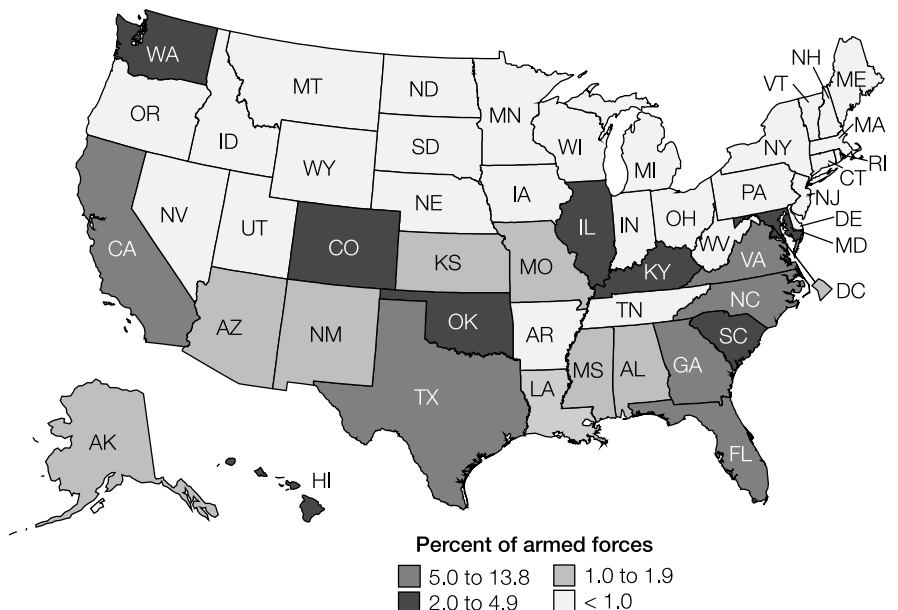 WA
MT
ND
MN
OR
ID
WY
SD
WI
MI
NH
VT
ME
MA
NY
RI
CT
NV
UT
CO
NE
IA
IL
IN
OH
PA
NJ
DE
MD
WV
CA
KS
MO
KY
VA
DC
AZ
NM
OK
AR
TN
NC
SC
TX
LA
MS
AL
GA
FL
AK
HI
Percent of armed forces
5.0 to 13.8
1.0 to 1.9
2.0 to 4.9
< 1.0